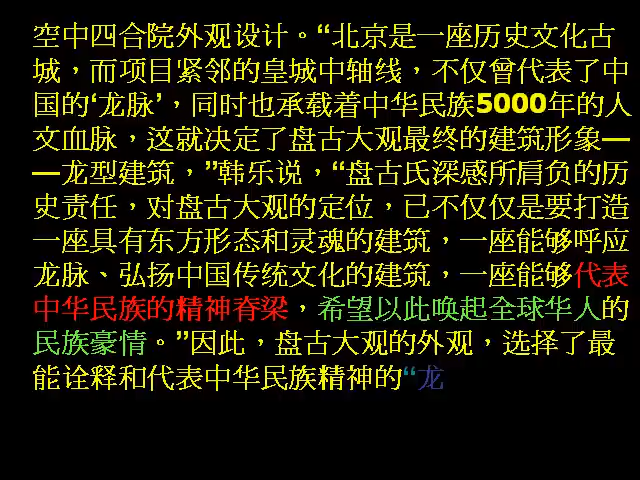 空中四合院外观设计。“北京是一座历史文化古
城，而项目紧邻的皇城中轴线，不仅曾代表了中
国的‘龙脉’，同时也承载着中华民族5000年的人
文血脉，这就决定了盘古大观最终的建筑形象—
—龙型建筑，”韩乐说，“盘古氏深感所肩负的历
史责任，对盘古大观的定位，已不仅仅是要打造
一座具有东方形态和灵魂的建筑，一座能够呼应
龙脉、弘扬中国传统文化的建筑，一座能够代表
中华民族的精神脊梁，希望以此唤起全球华人的
民族豪情。”因此，盘古大观的外观，选择了最
能诠释和代表中华民族精神的“龙